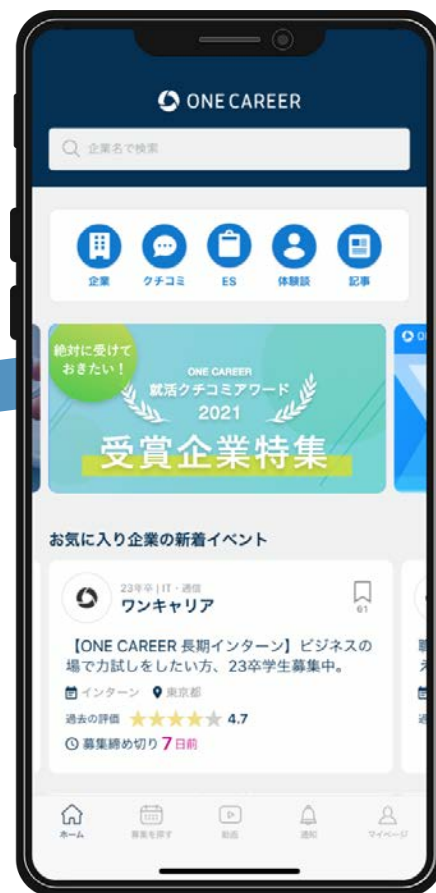 ONE CAREER
企業名で検索
企業
クチコミ
ES
体験談
記事
絶対に受けて
おきたい！
ONE CAREER
就活クチコミアワード
2021
受賞企業特集
お気に入り企業の新着イベント
23年卒 | IT・通信
ワンキャリア
61
【ONE CAREER 長期インターン】ビジネスの
場で力試しをしたい方、23卒学生募集中。
インターン 東京都
過去の評価 4.7
募集締め切り 7日前
ホーム
募集を探す
動画
通知
マイページ